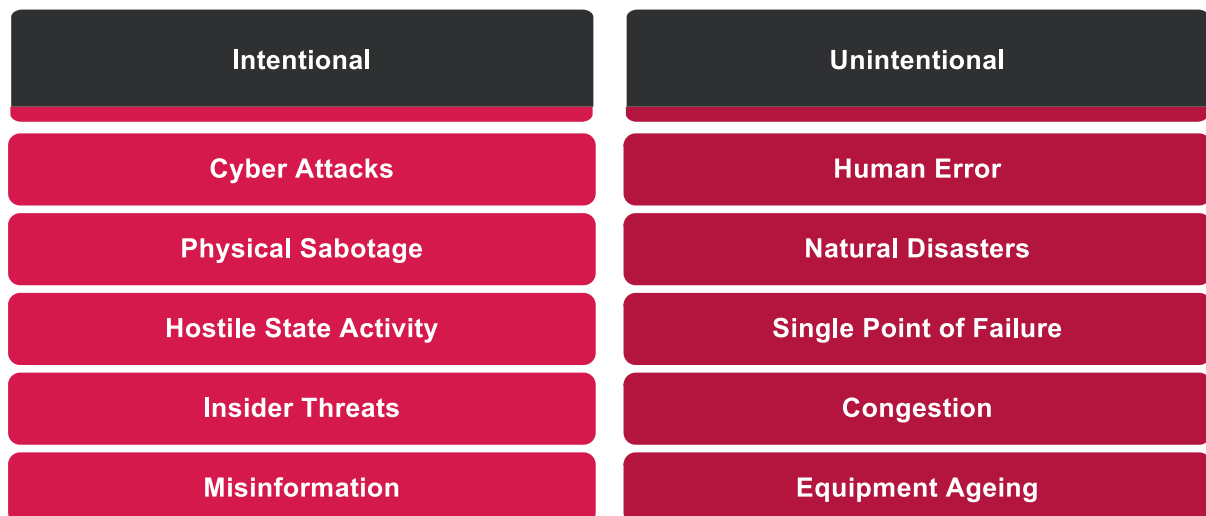 Intentional
Unintentional
Cyber Attacks
Human Error
Physical Sabotage
Natural Disasters
Hostile State Activity
Single Point of Failure
Insider Threats
Congestion
Misinformation
Equipment Ageing